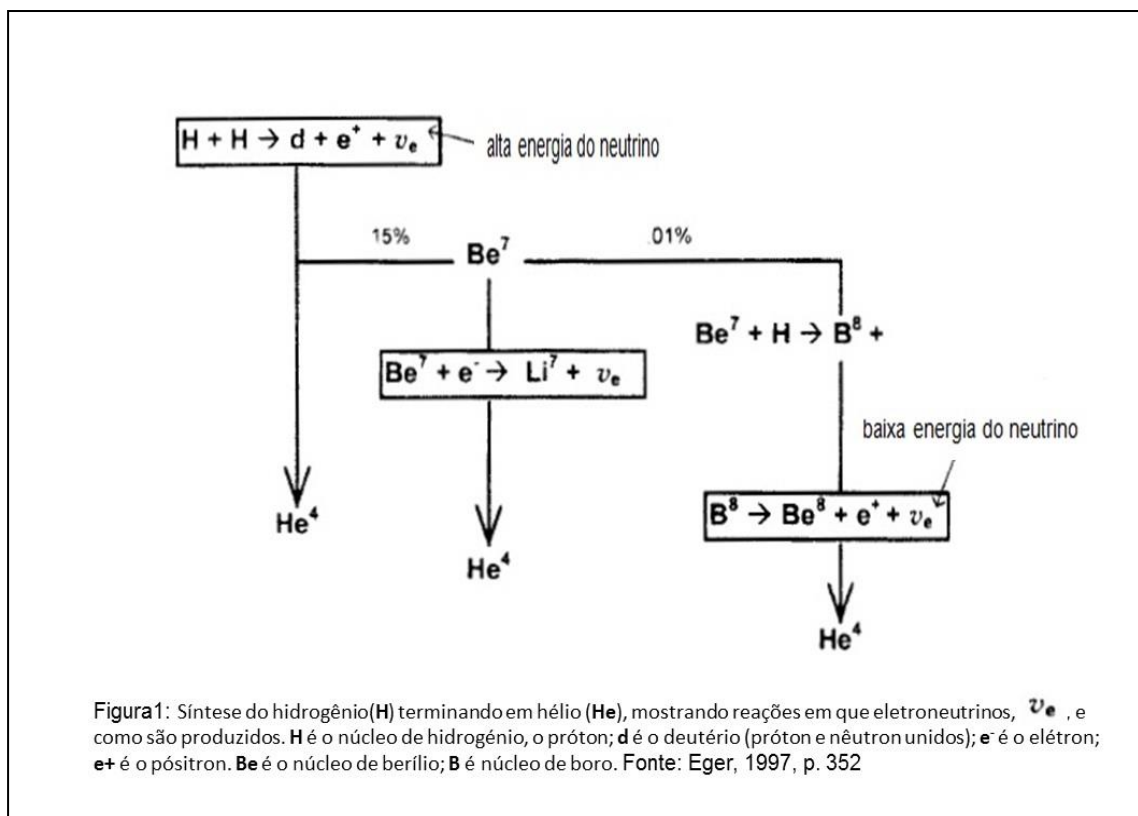 H + H → d + e⁺ + νₑ
alta energia do neutrino
15%
Be⁷
.01%
Be⁷ + H → B⁸ +
Be⁷ + e⁻ → Li⁷ + νₑ
baixa energia do neutrino
He⁴
B⁸ → Be⁸ + e⁺ + νₑ
He⁴
He⁴
Figura1: Síntese do hidrogênio(H) terminando em hélio (He), mostrando reações em que eletroneutrinos, νₑ , e
como são produzidos. H é o núcleo de hidrogénio, o próton; d é o deutério (próton e nêutron unidos); e⁻ é o elétron;
e+ é o pósitron. Be é o núcleo de berílio; B é núcleo de boro. Fonte: Eger, 1997, p. 352